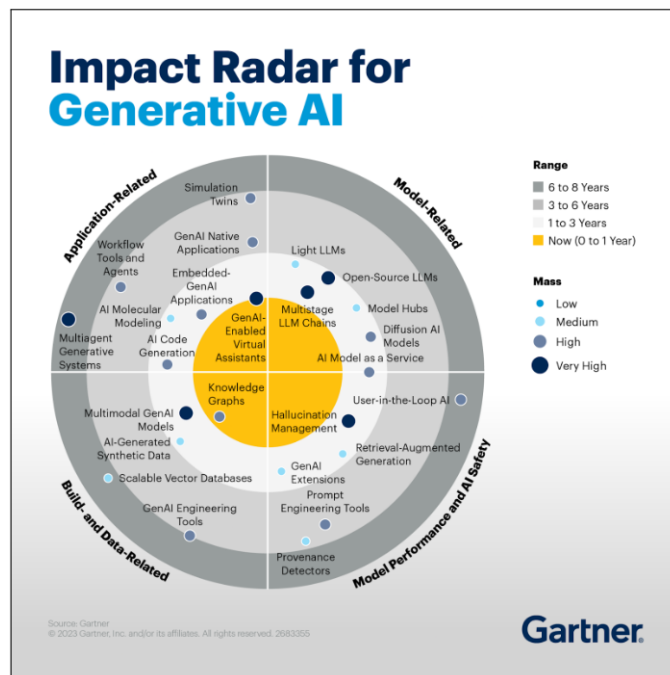 Impact Radar for
Generative AI
Application-Related
Model-Related
Build- and Data-Related
Model Performance and AI Safety
Simulation
Twins
GenAI Native
Applications
Workflow
Tools and
Agents
Embedded-
GenAI
Applications
AI Molecular
Modeling
GenAI-
Enabled
Virtual
Assistants
Multiagent
Generative
Systems
AI Code
Generation
Light LLMs
Open-Source LLMs
Multistage
LLM Chains
Model Hubs
Diffusion AI
Models
AI Model as a Service
Knowledge
Graphs
Multimodal GenAI
Models
AI-Generated
Synthetic Data
Scalable Vector Databases
GenAI Engineering
Tools
User-in-the-Loop AI
Hallucination
Management
Retrieval-Augmented
Generation
GenAI
Extensions
Prompt
Engineering Tools
Provenance
Detectors
Range
6 to 8 Years
3 to 6 Years
1 to 3 Years
Now (0 to 1 Year)
Mass
Low
Medium
High
Very High
Source: Gartner
© 2023 Gartner, Inc. and/or its affiliates. All rights reserved. 2683355
Gartner.